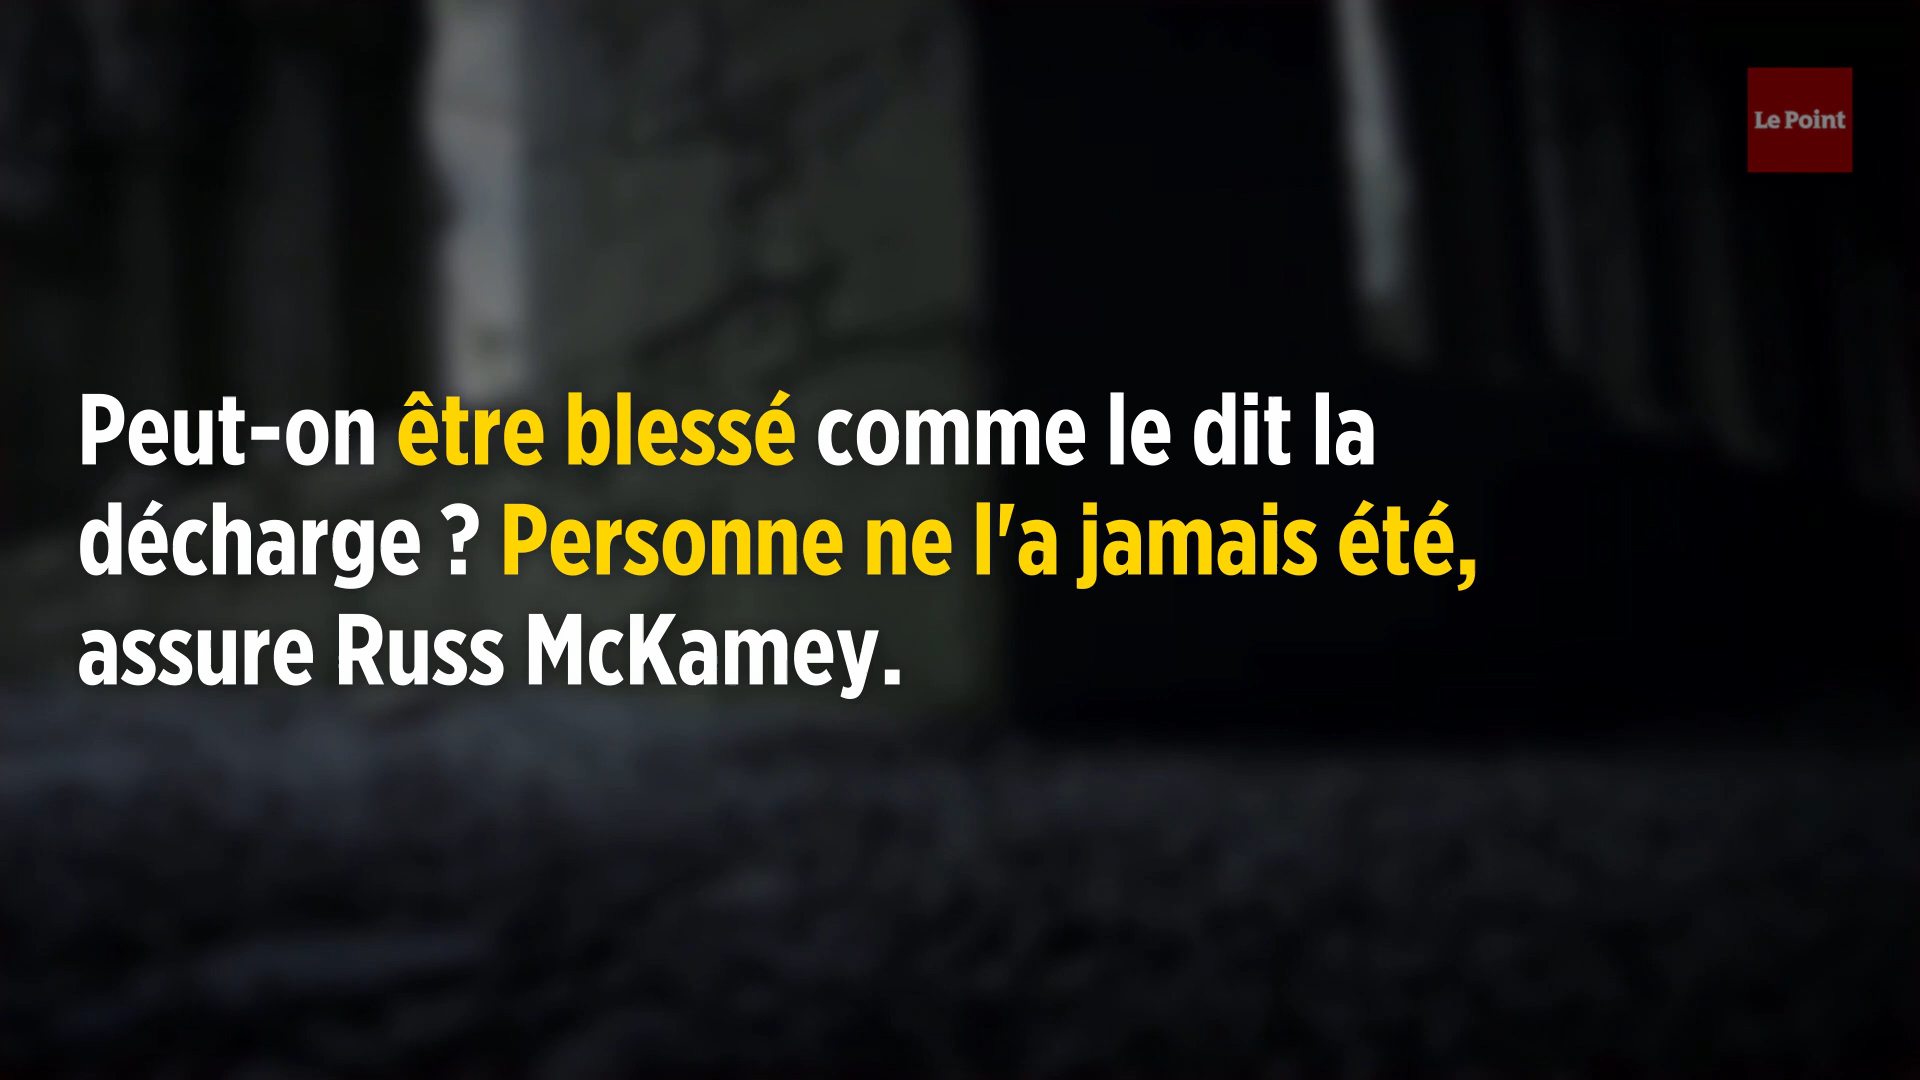 Le Point
Peut-on être blessé comme le dit la
décharge ? Personne ne l'a jamais été,
assure Russ McKamey.